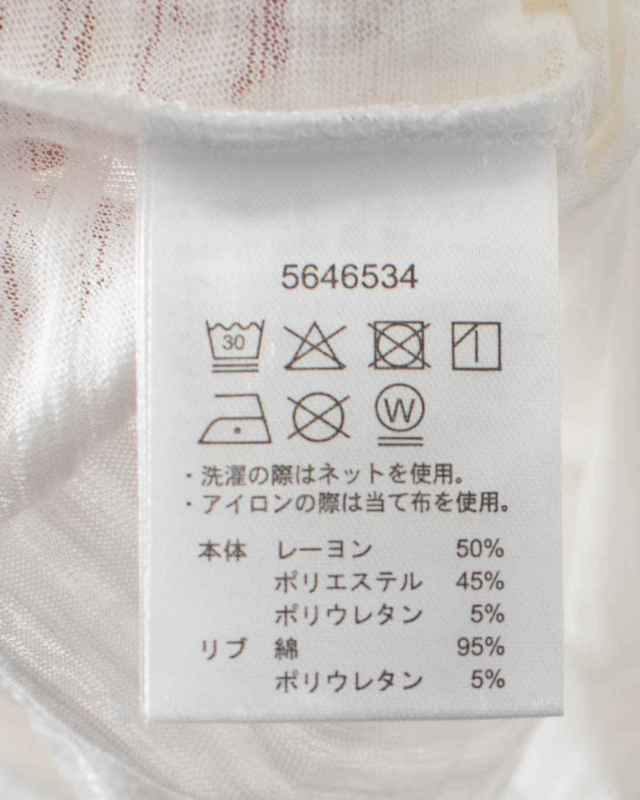 5646534
30
W
・洗濯の際はネットを使用。
・アイロンの際は当て布を使用。
本体 レーヨン 50%
ポリエステル 45%
ポリウレタン 5%
リブ 綿 95%
ポリウレタン 5%